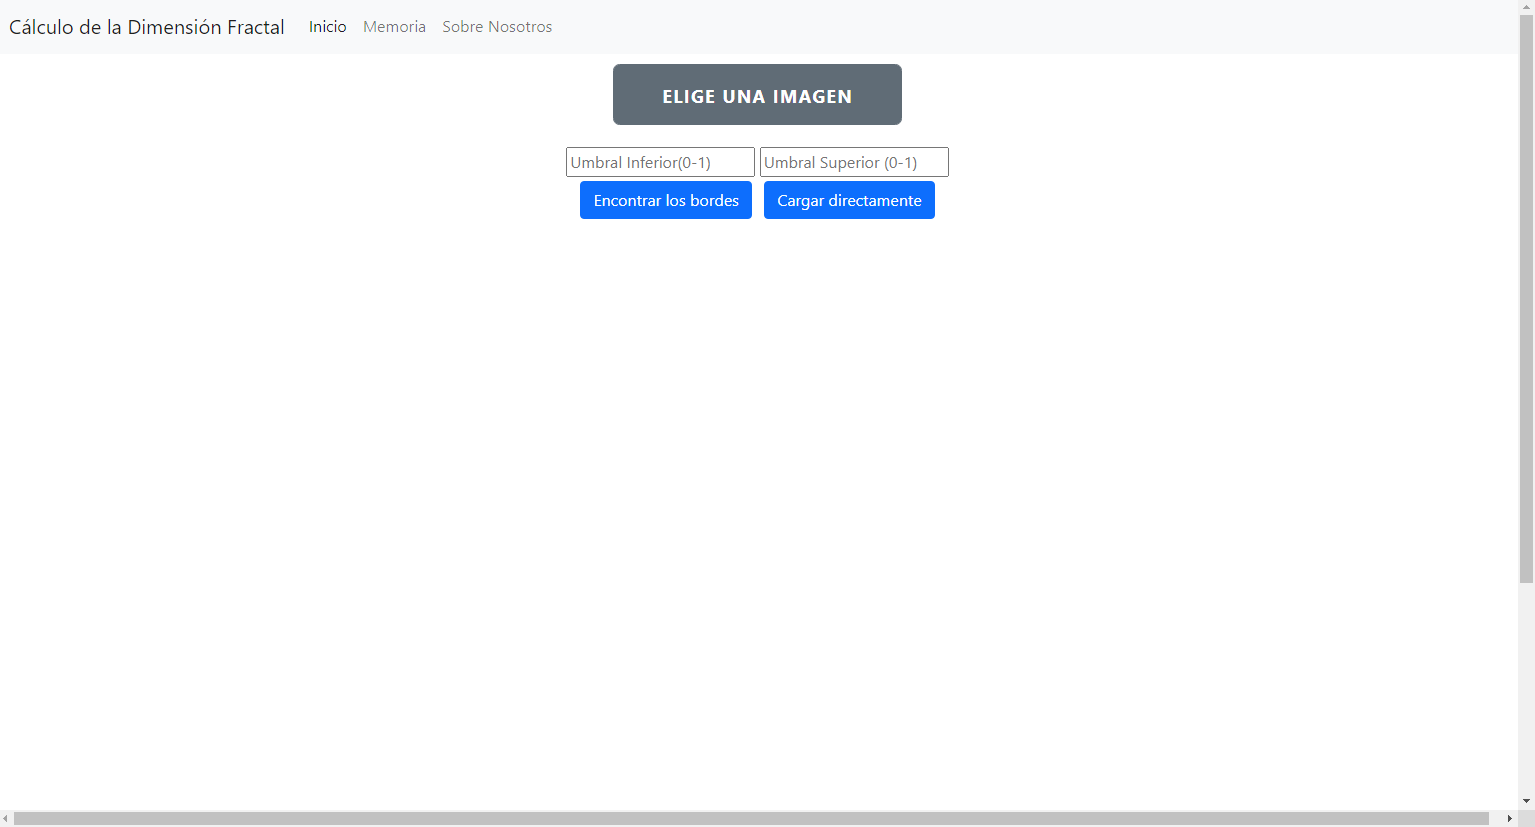 Cálculo de la Dimensión Fractal Inicio Memoria Sobre Nosotros
ELIGE UNA IMAGEN
Umbral Inferior(0-1) Umbral Superior (0-1)
Encontrar los bordes Cargar directamente